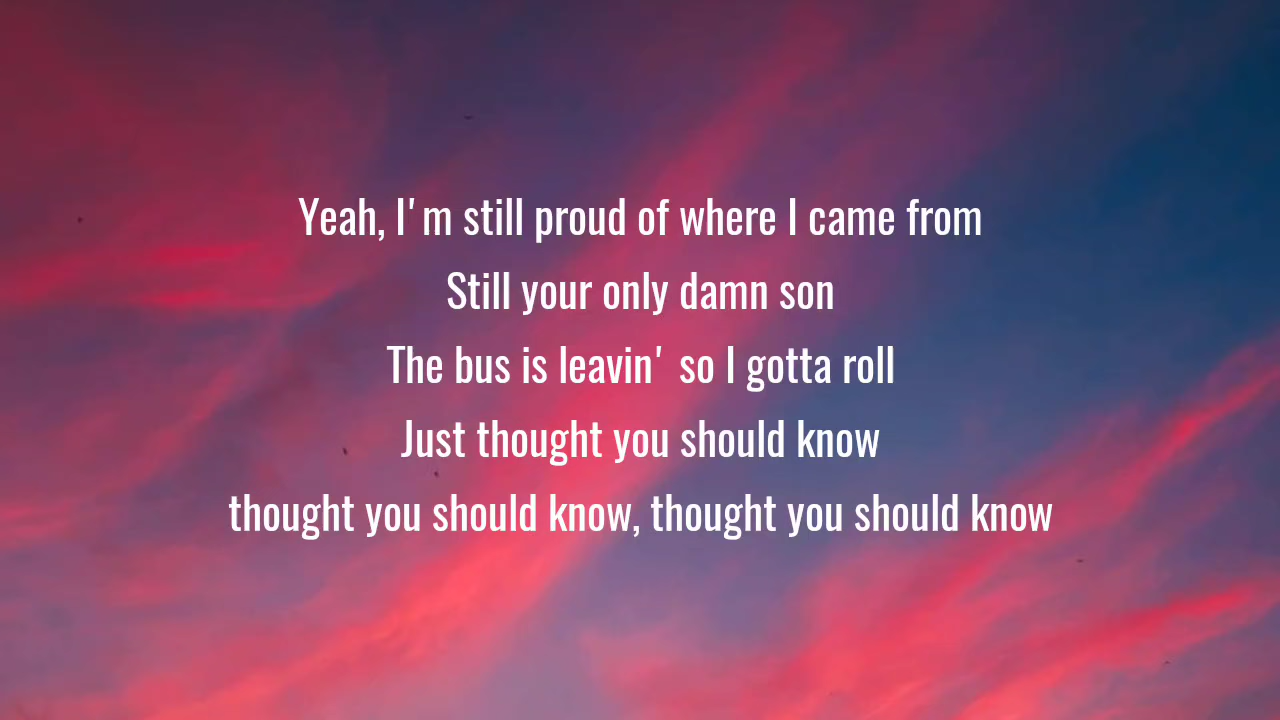 Yeah, I'm still proud of where I came from
Still your only damn son
The bus is leavin' so I gotta roll
Just thought you should know
thought you should know, thought you should know